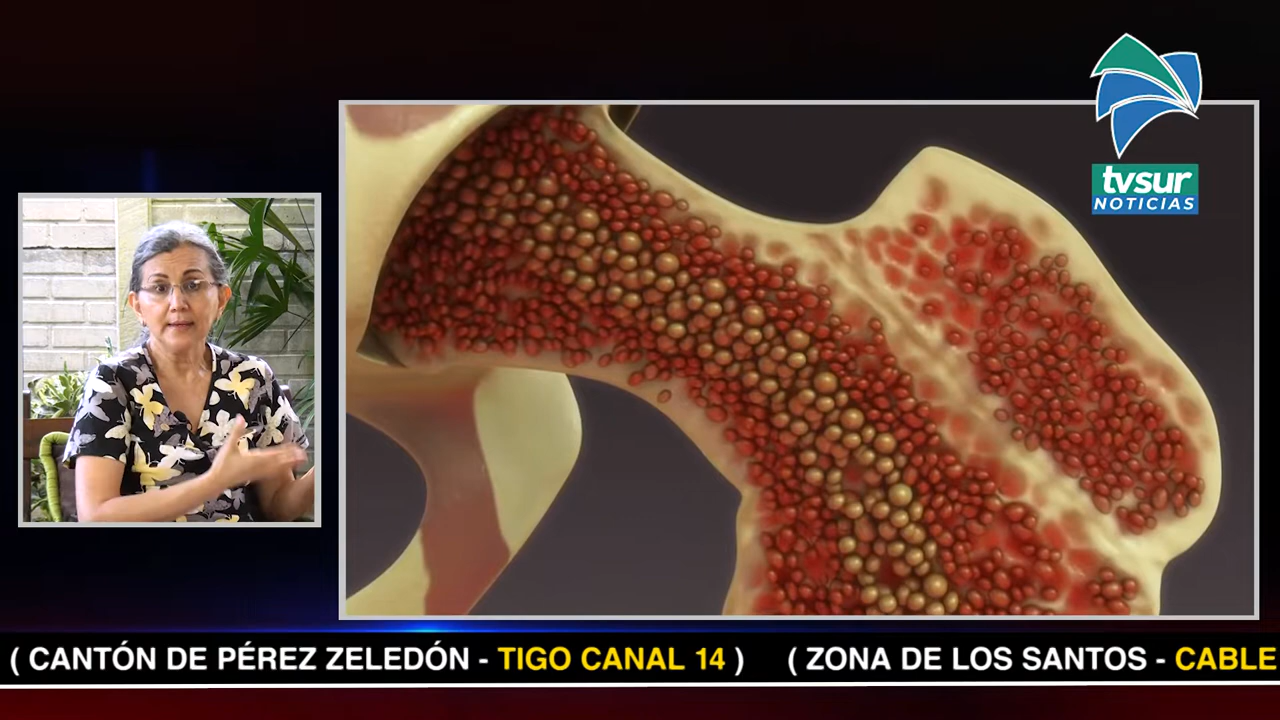 tvsur
NOTICIAS
( CANTÓN DE PÉREZ ZELEDÓN - TIGO CANAL 14 ) ( ZONA DE LOS SANTOS - CABLE